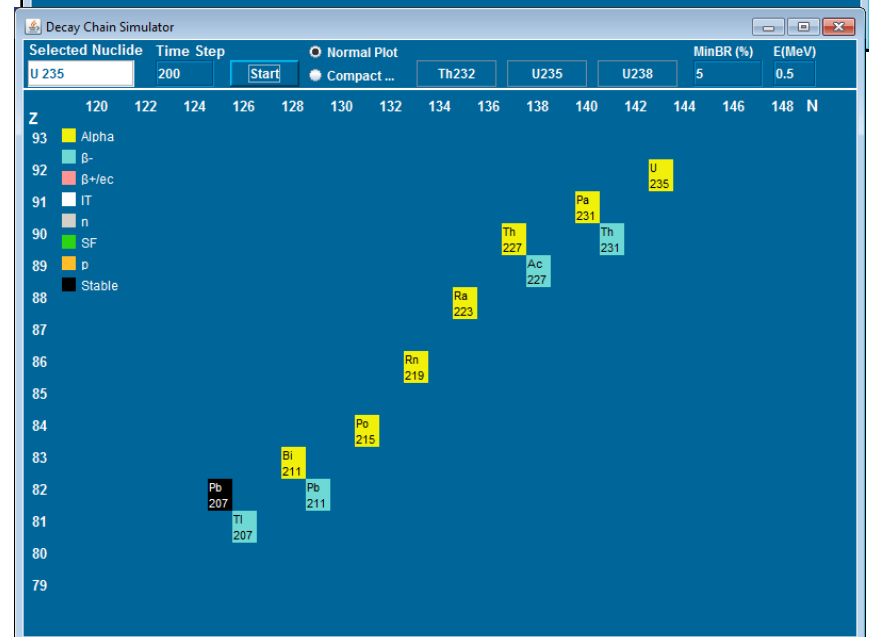 Decay Chain Simulator
Selected Nuclide Time Step Normal Plot MinBR (%) E(MeV)
U 235 200 Start Compact ... Th232 U235 U238 5 0.5
120 122 124 126 128 130 132 134 136 138 140 142 144 146 148 N
Z
93 Alpha
β-
92 U
β+/ec 235
91 IT Pa
n 231
90 Th Th
SF 227 231
89 p Ac
Stable 227
88 Ra
223
87
86 Rn
219
85
84 Po
215
83 Bi
211
82 Pb Pb
207 211
81 Tl
207
80
79